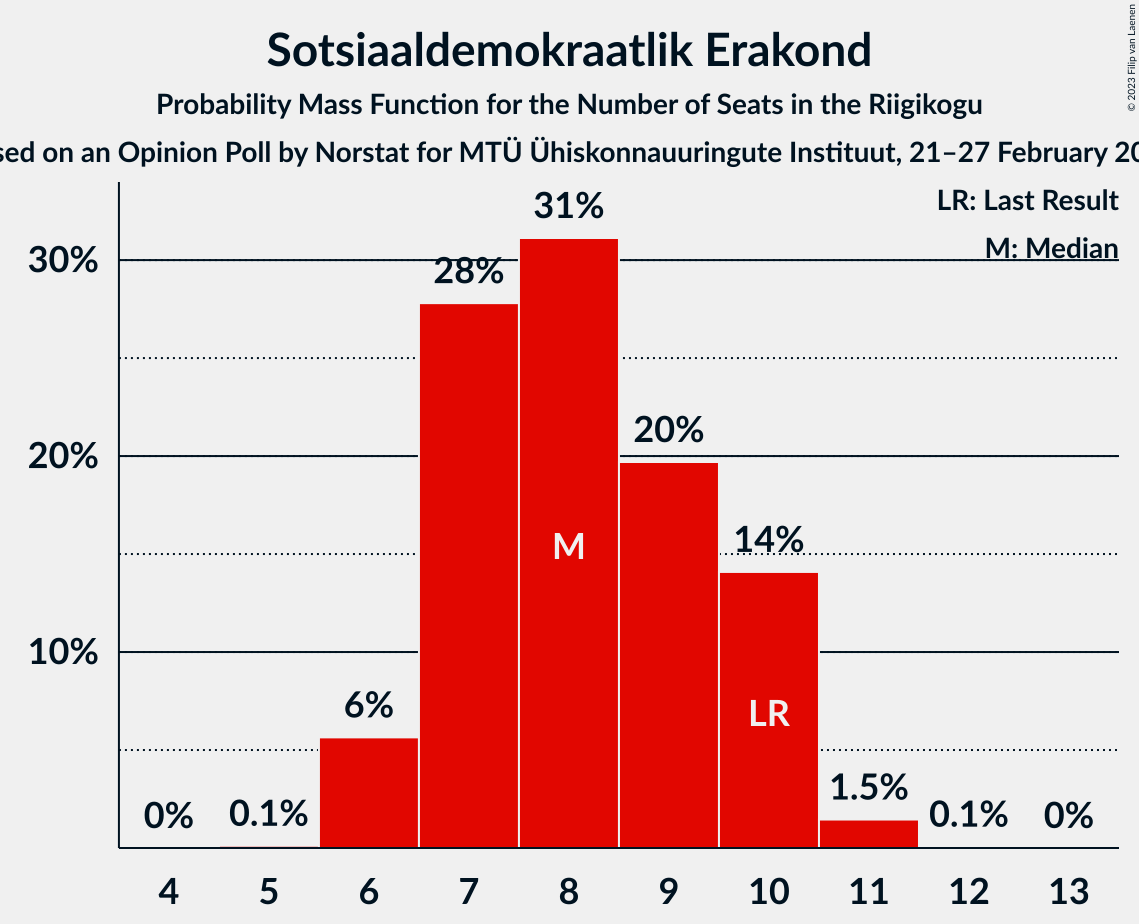 Sotsiaaldemokraatlik Erakond
Probability Mass Function for the Number of Seats in the Riigikogu
on an Opinion Poll by Norstat for MTÜ Ühiskonnauuringute Instituut, 21–27 February
© 2023 Filip van Laenen
LR: Last Result
M: Median
30%
20%
10%
0%
0.1%
6%
28%
31%
20%
14%
1.5%
0.1%
0%
M
LR
4 5 6 7 8 9 10 11 12 13